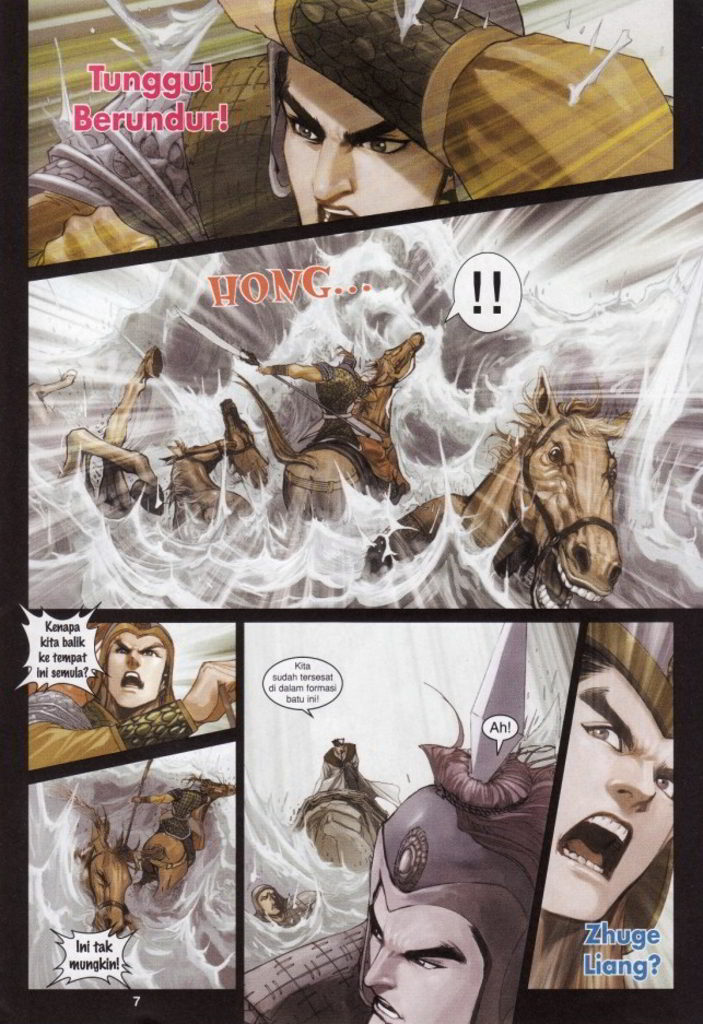 Tunggu!
Berundur!
HONG...
!!
Kenapa
kita balik
ke tempat
ini semula?
Ini tak
mungkin!
Kita
sudah tersesat
di dalam formasi
batu ini!
Ah!
Zhuge
Liang?
7